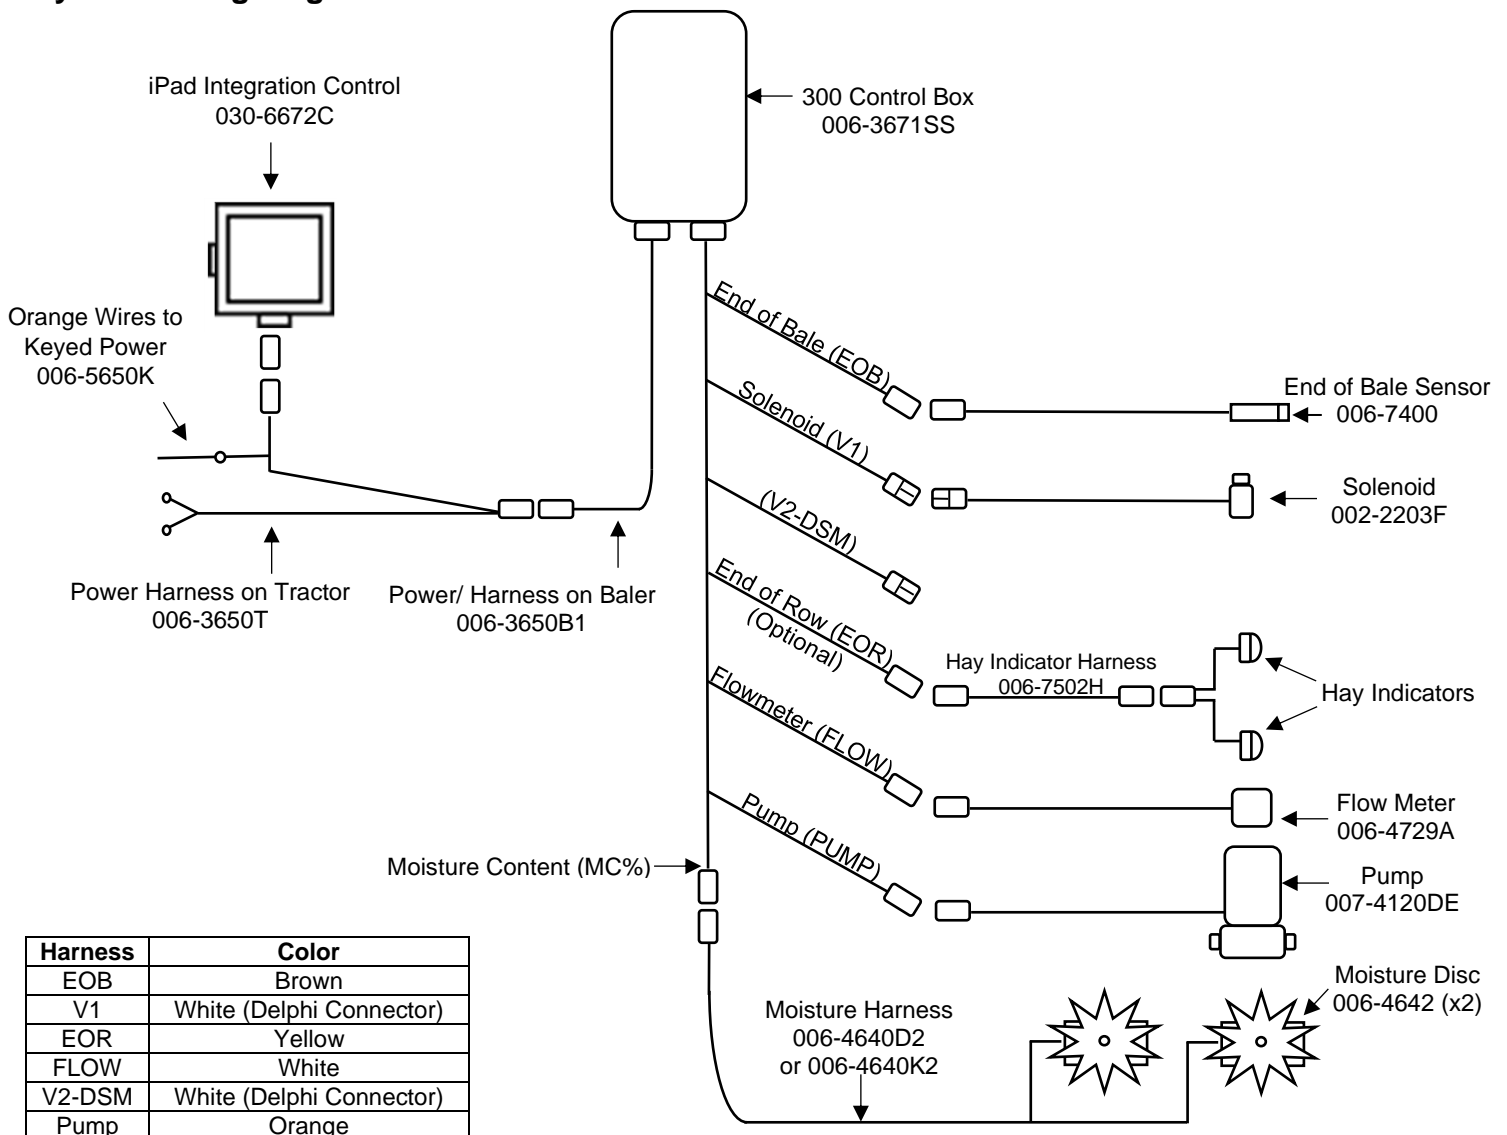 iPad Integration Control
030-6672C
300 Control Box
006-3671SS
Orange Wires to
Keyed Power
006-5650K
End of Bale (EOB)
End of Bale Sensor
006-7400
Solenoid (V1)
Solenoid
002-2203F
(V2-DSM)
Power Harness on Tractor
006-3650T
Power/ Harness on Baler
006-3650B1
End of Row (EOR)
(Optional)
Hay Indicator Harness
006-7502H
Hay Indicators
Flowmeter (FLOW)
Flow Meter
006-4729A
Pump (PUMP)
Pump
007-4120DE
Moisture Content (MC%)
Moisture Disc
006-4642 (x2)
Moisture Harness
006-4640D2
or 006-4640K2
Harness Color
EOB Brown
V1 White (Delphi Connector)
EOR Yellow
FLOW White
V2-DSM White (Delphi Connector)
Pump Orange